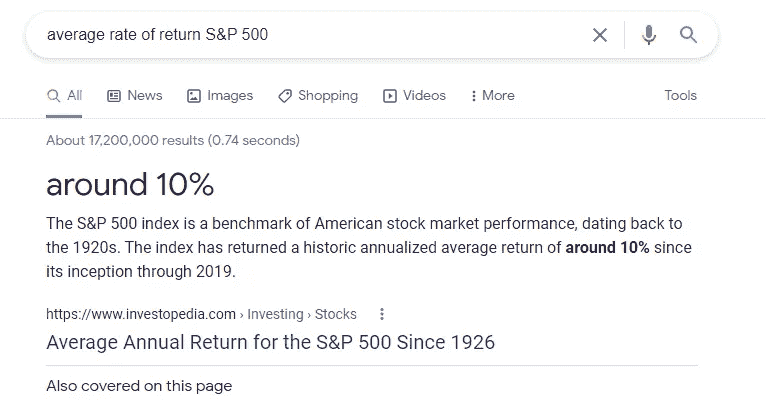 average rate of return S&P 500
All News Images Shopping Videos More Tools
About 17,200,000 results (0.74 seconds)
around 10%
The S&P 500 index is a benchmark of American stock market performance, dating back to
the 1920s. The index has returned a historic annualized average return of around 10% since
its inception through 2019.
https://www.investopedia.com › Investing › Stocks
Average Annual Return for the S&P 500 Since 1926
Also covered on this page